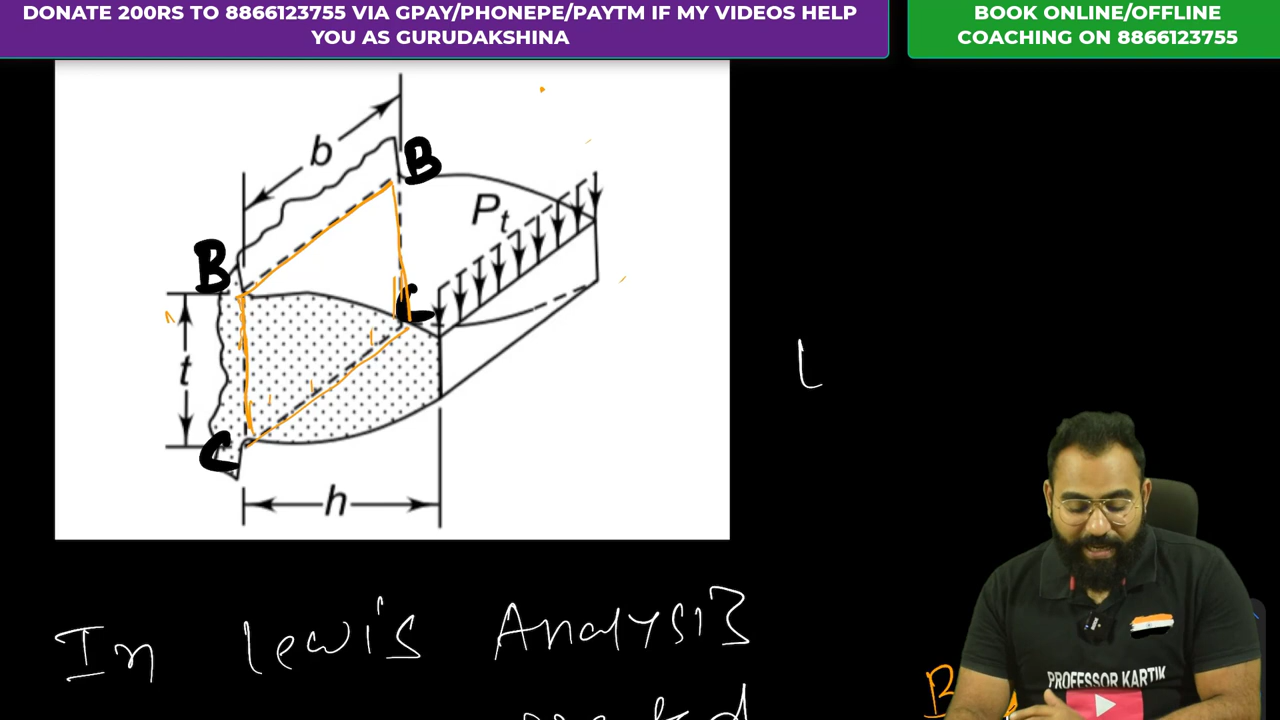 DONATE 200RS TO 8866123755 VIA GPAY/PHONEPE/PAYTM IF MY VIDEOS HELP
YOU AS GURUDAKSHINA
BOOK ONLINE/OFFLINE
COACHING ON 8866123755
b
B
Pt
B
C
t
L
C
h
In lewis Analysis
PROFESSOR KARTIK
B